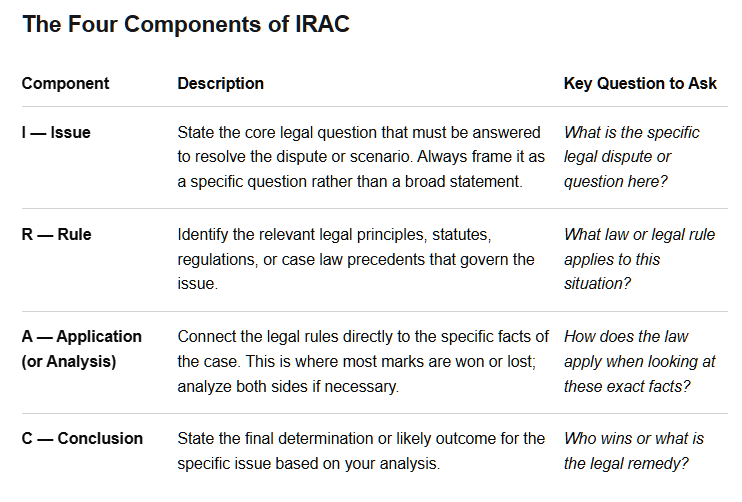 The Four Components of IRAC
Component Description Key Question to Ask
I — Issue State the core legal question that must be answered What is the specific
to resolve the dispute or scenario. Always frame it as legal dispute or
a specific question rather than a broad statement. question here?
R — Rule Identify the relevant legal principles, statutes, What law or legal rule
regulations, or case law precedents that govern the applies to this
issue. situation?
A — Application Connect the legal rules directly to the specific facts of How does the law
(or Analysis) the case. This is where most marks are won or lost; apply when looking at
analyze both sides if necessary. these exact facts?
C — Conclusion State the final determination or likely outcome for the Who wins or what is
specific issue based on your analysis. the legal remedy?